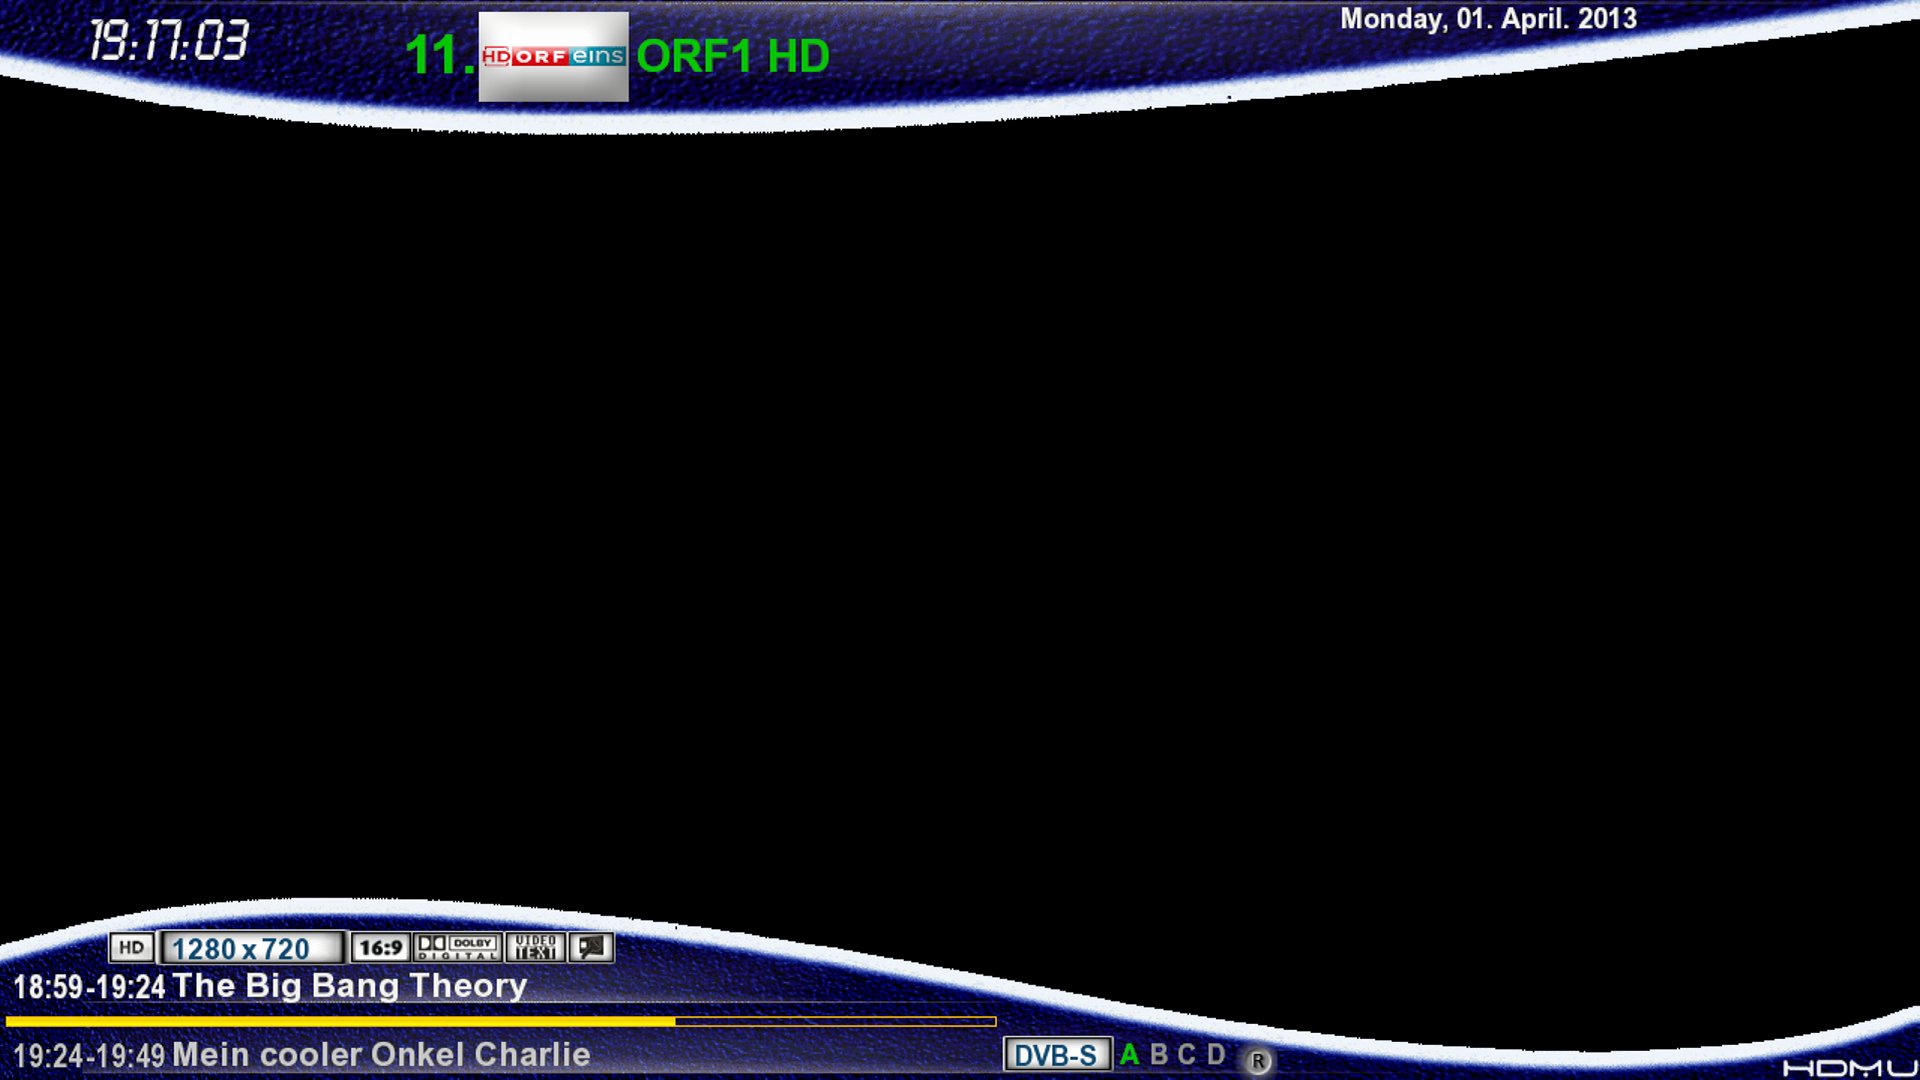 19:17:03
11. HD ORF eins ORF1 HD
Monday, 01. April. 2013
HD 1280 x 720 16:9 DOLBY DIGITAL VIDEO TEXT
18:59-19:24 The Big Bang Theory
19:24-19:49 Mein cooler Onkel Charlie
DVB-S A B C D R
HDMU